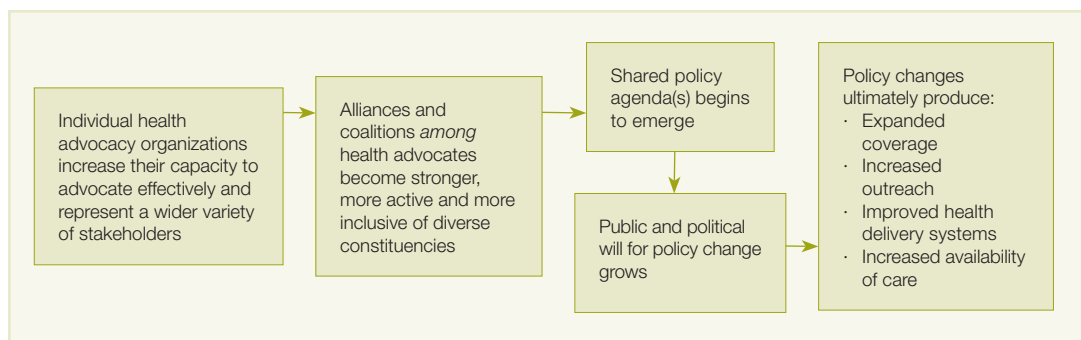 Individual health
advocacy organizations
increase their capacity to
advocate effectively and
represent a wider variety
of stakeholders
Alliances and
coalitions among
health advocates
become stronger,
more active and more
inclusive of diverse
constituencies
Shared policy
agenda(s) begins
to emerge
Public and political
will for policy change
grows
Policy changes
ultimately produce:
· Expanded
coverage
· Increased
outreach
· Improved health
delivery systems
· Increased availability
of care